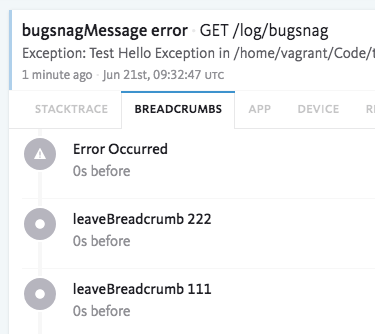 bugsnagMessage error · GET /log/bugsnag
Exception: Test Hello Exception in /home/vagrant/Code/
1 minute ago · Jun 21st, 09:32:47 UTC
STACKTRACE BREADCRUMBS APP DEVICE
Error Occurred
0s before
leaveBreadcrumb 222
0s before
leaveBreadcrumb 111
0s before